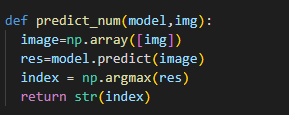 def predict_num(model,img):
  image=np.array([img])
  res=model.predict(image)
  index = np.argmax(res)
  return str(index)